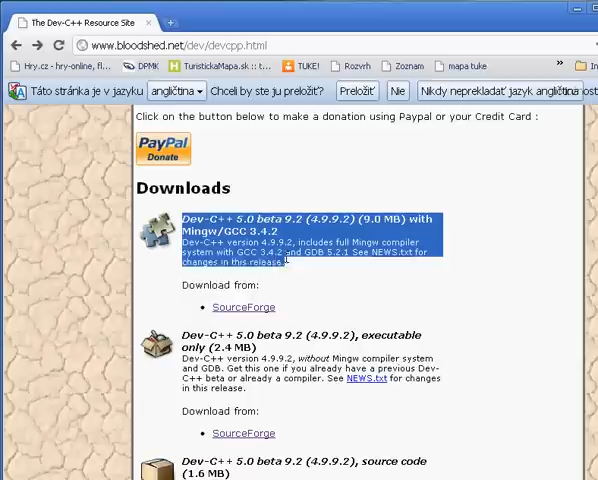 The Dev-C++ Resource Site
www.bloodshed.net/dev/devcpp.html
Hry.cz - hry-online, fl... DPMK TuristickaMapa.sk :: t... TUKE! Rozvrh Zoznam mapa tuke » In
Táto stránka je v jazyku angličtina Chceli by ste ju preložiť? Preložiť Nie Nikdy neprekladať jazyk angličtina
Click on the button below to make a donation using Paypal or your Credit Card :
PayPal
Donate
Downloads
Dev-C++ 5.0 beta 9.2 (4.9.9.2) (9.0 MB) with
Mingw/GCC 3.4.2
Dev-C++ version 4.9.9.2, includes full Mingw compiler
system with GCC 3.4.2 and GDB 5.2.1 See NEWS.txt for
changes in this release.
Download from:
SourceForge
Dev-C++ 5.0 beta 9.2 (4.9.9.2), executable
only (2.4 MB)
Dev-C++ version 4.9.9.2, without Mingw compiler system
and GDB. Get this one if you already have a previous Dev-
C++ beta or already a compiler. See NEWS.txt for changes
in this release.
Download from:
SourceForge
Dev-C++ 5.0 beta 9.2 (4.9.9.2), source code
(1.6 MB)